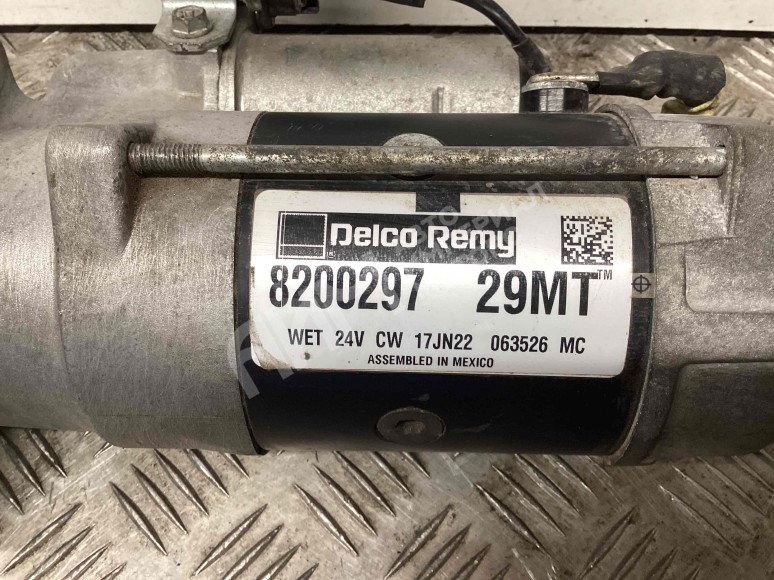 Delco Remy
8200297 29MT™
WET 24V CW 17JN22 063526 MC
ASSEMBLED IN MEXICO